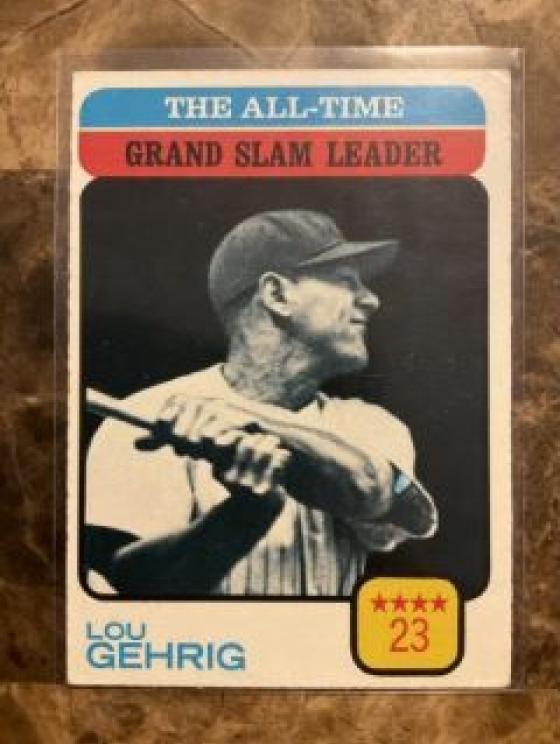 THE ALL-TIME
GRAND SLAM LEADER
★★★★
23
LOU
GEHRIG